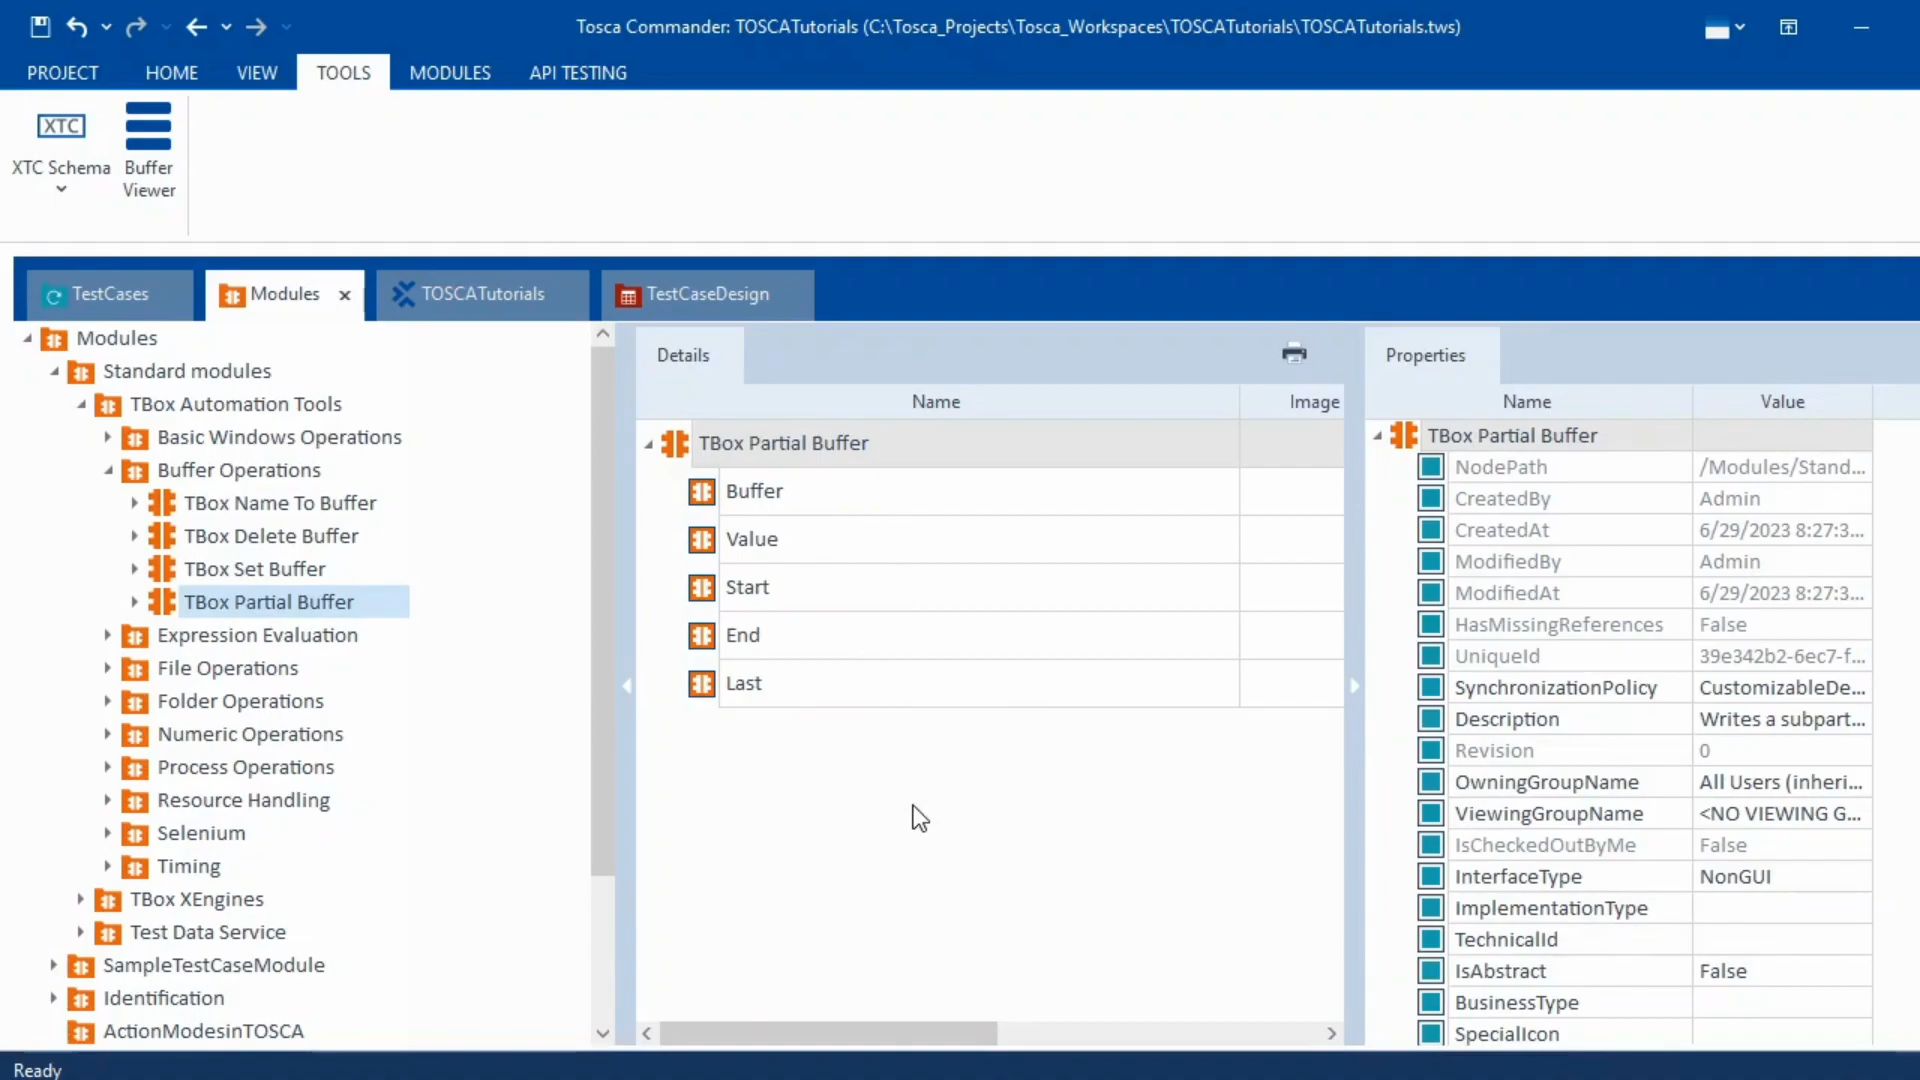 Tosca Commander: TOSCATutorials (C:\Tosca_Projects\Tosca_Workspaces\TOSCATutorials\TOSCATutorials.tws)
PROJECT HOME VIEW TOOLS MODULES API TESTING
XTC
XTC Schema
Buffer
Viewer
TestCases Modules TOSCATutorials TestCaseDesign
Modules
Standard modules
TBox Automation Tools
Basic Windows Operations
Buffer Operations
TBox Name To Buffer
TBox Delete Buffer
TBox Set Buffer
TBox Partial Buffer
Expression Evaluation
File Operations
Folder Operations
Numeric Operations
Process Operations
Resource Handling
Selenium
Timing
TBox XEngines
Test Data Service
SampleTestCaseModule
Identification
ActionModesinTOSCA
Details
Name Image
TBox Partial Buffer
Buffer
Value
Start
End
Last
Properties
Name Value
TBox Partial Buffer
NodePath /Modules/Stand...
CreatedBy Admin
CreatedAt 6/29/2023 8:27:3...
ModifiedBy Admin
ModifiedAt 6/29/2023 8:27:3...
HasMissingReferences False
UniqueId 39e342b2-6ec7-f...
SynchronizationPolicy CustomizableDe...
Description Writes a subpart...
Revision 0
OwningGroupName All Users (inheri...
ViewingGroupName <NO VIEWING G...
IsCheckedOutByMe False
InterfaceType NonGUI
ImplementationType
TechnicalId
IsAbstract False
BusinessType
SpecialIcon
Ready